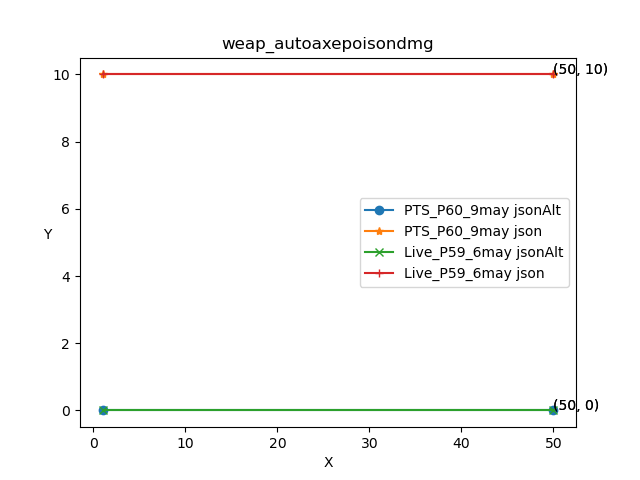 weap_autoaxepoisondmg
10
(50, 10)
8
6
PTS_P60_9may jsonAlt
PTS_P60_9may json
Y
Live_P59_6may jsonAlt
Live_P59_6may json
4
2
0
(50, 0)
0
10
20
30
40
50
X